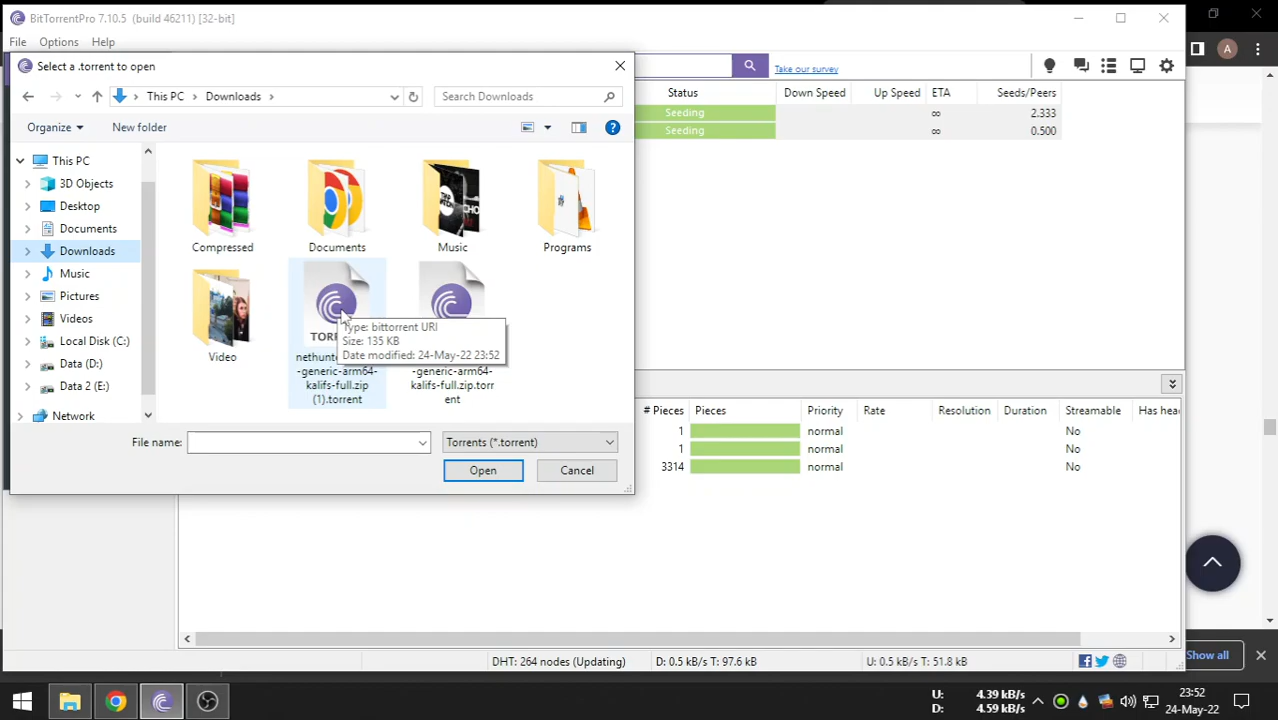 BitTorrentPro 7.10.5 (build 46211) [32-bit]
File Options Help
Select a .torrent to open
This PC > Downloads >
Search Downloads
Organize
New folder
This PC
3D Objects
Desktop
Documents
Downloads
Music
Pictures
Videos
Local Disk (C:)
Data (D:)
Data 2 (E:)
Network
Compressed
Documents
Music
Programs
Video
-generic-arm64-
kalifs-full.zip
(1).torrent
-generic-arm64-
kalifs-full.zip.torr
ent
Type: bittorrent URI
Size: 135 KB
Date modified: 24-May-22 23:52
File name:
Torrents (*.torrent)
Open
Cancel
Take our survey
A
Status Down Speed Up Speed ETA Seeds/Peers
Seeding ∞ 2.333
Seeding ∞ 0.500
# Pieces Pieces Priority Rate Resolution Duration Streamable Has head
1 normal No
1 normal No
3314 normal No
DHT: 264 nodes (Updating)
D: 0.5 kB/s T: 97.6 kB
U: 0.5 kB/s T: 51.8 kB
Show all
U: 4.39 kB/s
D: 4.59 kB/s
23:52
24-May-22